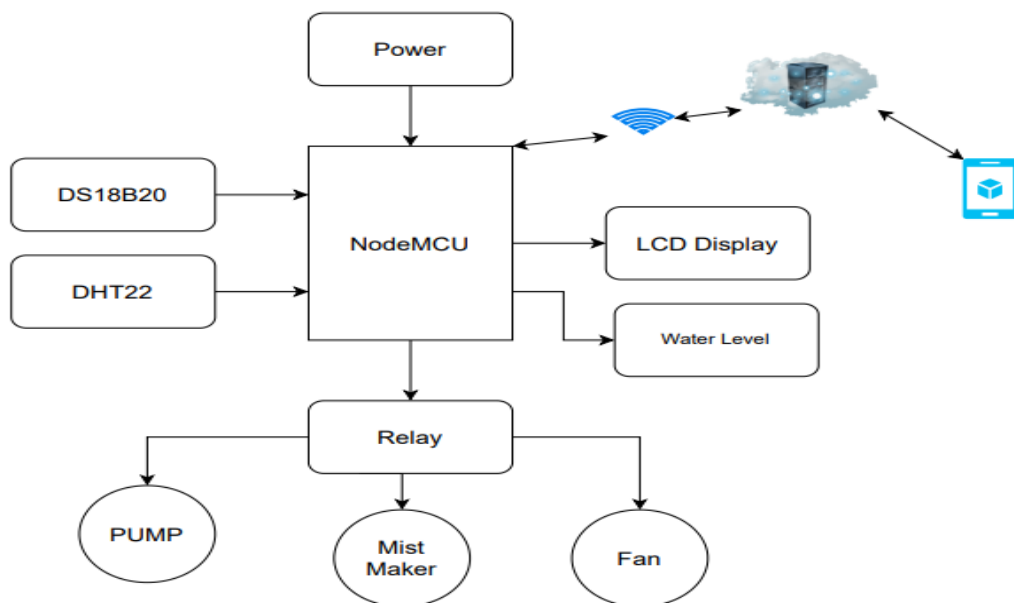 Power
DS18B20
NodeMCU
LCD Display
DHT22
Water Level
Relay
PUMP
Mist
Maker
Fan